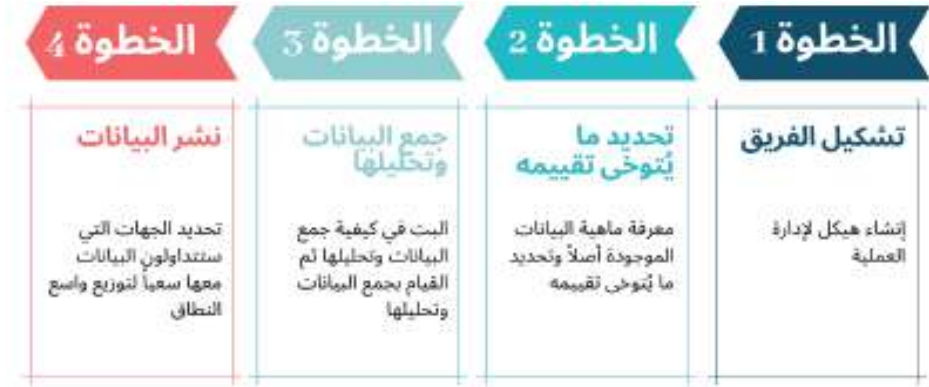 الخطوة 1
الخطوة 2
الخطوة 3
الخطوة 4
تشكيل الفريق
إنشاء هيكل لإدارة
العملية
تحديد ما
يُتوخى تقييمه
معرفة ماهية البيانات
الموجودة أصلاً وتحديد
ما يُتوخى تقييمه
جمع البيانات
وتحليلها
البت في كيفية جمع
البيانات وتحليلها ثم
القيام بجمع البيانات
وتحليلها
نشر البيانات
تحديد الجهات التي
ستتداولون البيانات
معها سعياً لتوزيع واسع
النطاق